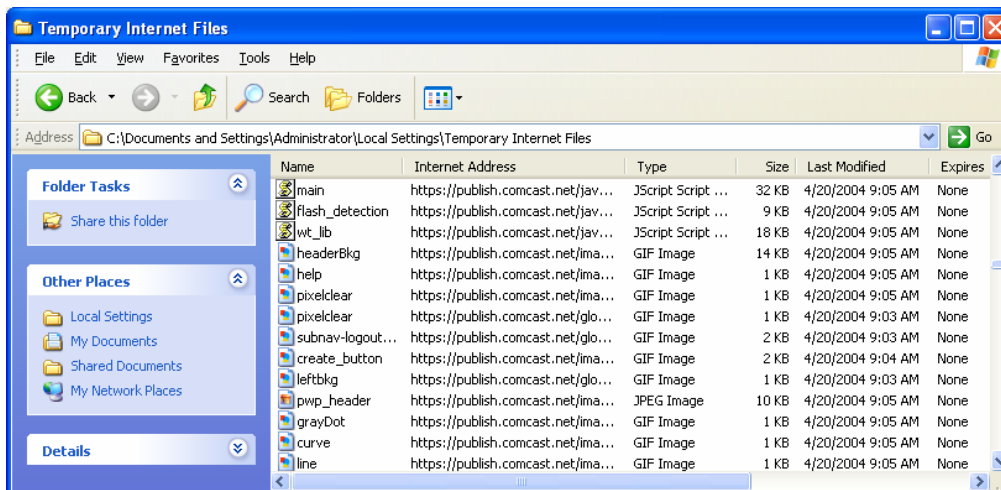 Temporary Internet Files
File Edit View Favorites Tools Help
Back Search Folders
Address C:\Documents and Settings\Administrator\Local Settings\Temporary Internet Files Go
Folder Tasks
Share this folder
Other Places
Local Settings
My Documents
Shared Documents
My Network Places
Details
Name Internet Address Type Size Last Modified Expires
main https://publish.comcast.net/jav... JScript Script ... 32 KB 4/20/2004 9:05 AM None
flash_detection https://publish.comcast.net/jav... JScript Script ... 9 KB 4/20/2004 9:05 AM None
wt_lib https://publish.comcast.net/jav... JScript Script ... 18 KB 4/20/2004 9:05 AM None
headerBkg https://publish.comcast.net/ima... GIF Image 14 KB 4/20/2004 9:05 AM None
help https://publish.comcast.net/ima... GIF Image 1 KB 4/20/2004 9:05 AM None
pixelclear https://publish.comcast.net/ima... GIF Image 1 KB 4/20/2004 9:05 AM None
pixelclear https://publish.comcast.net/glo... GIF Image 1 KB 4/20/2004 9:03 AM None
subnav-logout... https://publish.comcast.net/glo... GIF Image 2 KB 4/20/2004 9:03 AM None
create_button https://publish.comcast.net/ima... GIF Image 2 KB 4/20/2004 9:04 AM None
leftbkg https://publish.comcast.net/glo... GIF Image 1 KB 4/20/2004 9:03 AM None
pwp_header https://publish.comcast.net/ima... JPEG Image 10 KB 4/20/2004 9:05 AM None
grayDot https://publish.comcast.net/ima... GIF Image 1 KB 4/20/2004 9:05 AM None
curve https://publish.comcast.net/ima... GIF Image 1 KB 4/20/2004 9:05 AM None
line https://publish.comcast.net/ima... GIF Image 1 KB 4/20/2004 9:05 AM None